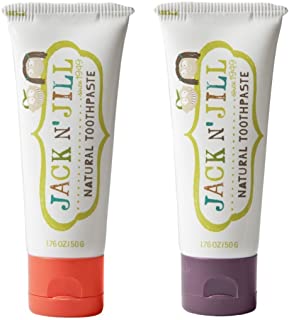 JACK N' JILL
since 1949
NATURAL TOOTHPASTE
1.76 OZ/50G
JACK N' JILL
since 1949
NATURAL TOOTHPASTE
1.76 OZ/50G